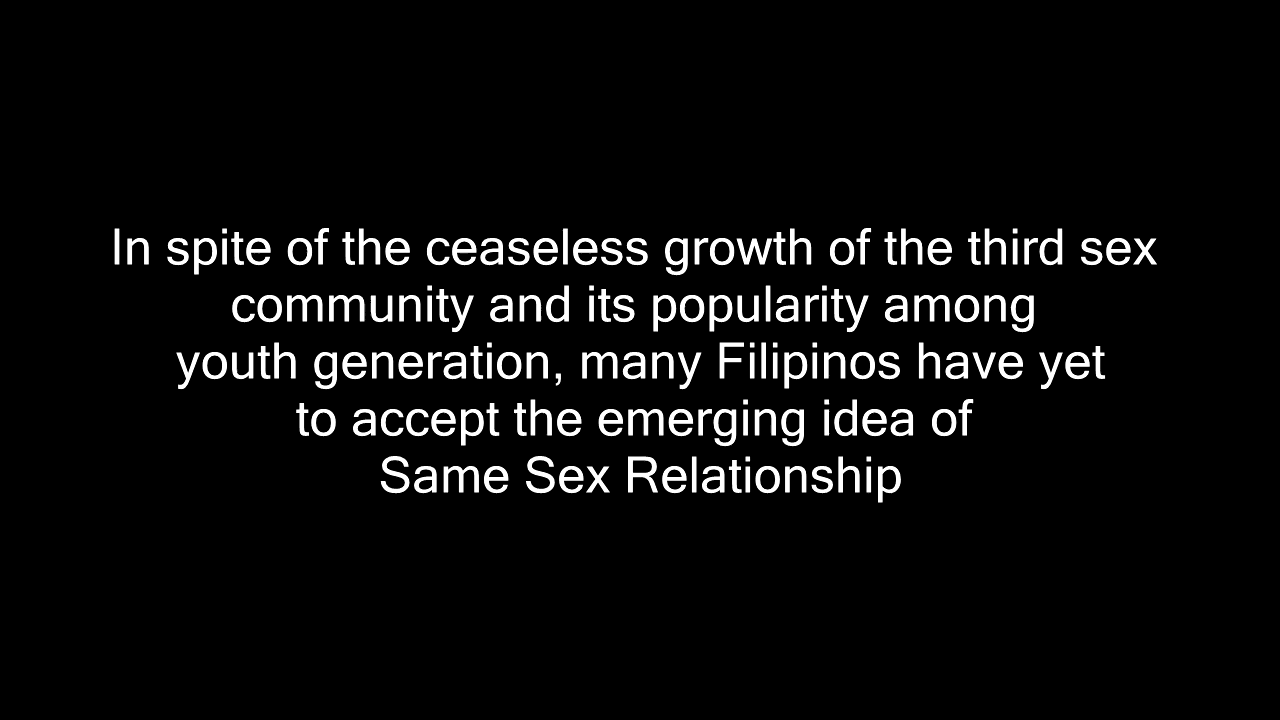 In spite of the ceaseless growth of the third sex
community and its popularity among
youth generation, many Filipinos have yet
to accept the emerging idea of
Same Sex Relationship